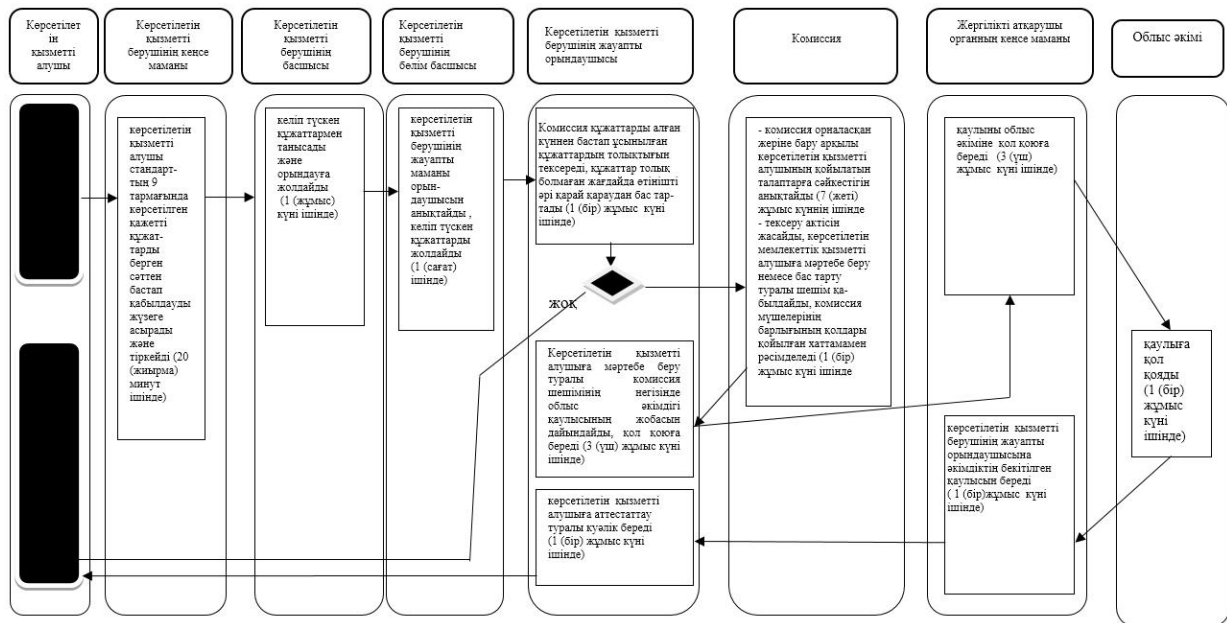 Көрсетілет
ін
қызметті
алушы
Көрсетілетін
қызметті
берушінің кеңсе
маманы
Көрсетілетін
қызметті
берушінің
басшысы
Көрсетілетін
қызметті
берушінің
бөлім басшысы
Көрсетілетін қызметті
берушінің жауапты
орындаушысы
Комиссия
Жергілікті атқарушы
органның кеңсе маманы
Облыс әкімі
көрсетілетін
қызметті
алушы
стандарт-
тың 9
тармағында
көрсетілген
қажетті
құжат-
тарды
берген
сәттен
бастап
қабылдауды
жүзеге
асырады
және
тіркейді (20
(жиырма)
минут
ішінде)
келіп түскен
құжаттармен
танысады
және
орындауға
жолдайды
(1 (жұмыс)
күні ішінде)
көрсетілетін
қызметті
берушінің
жауапты
маманы
орын-
даушысын
анықтайды ,
келіп түскен
құжаттарды
жолдайды
(1 (сағат)
ішінде)
Комиссия құжаттарды алған
күннен бастап ұсынылған
құжаттардың толықтығын
тексереді, құжаттар толық
болмаған жағдайда өтінішті
әрі қарай қараудан бас тар-
тады (1 (бір) жұмыс күні
ішінде)
жоқ
Көрсетілетін қызметті
алушыға мәртебе беру
туралы комиссия
шешімінің негізінде
облыс әкімдігі
қаулысының жобасын
дайындайды, қол қоюға
береді (3 (үш) жұмыс күні
ішінде)
көрсетілетін қызметті
алушыға аттестаттау
туралы куәлік береді
(1 (бір) жұмыс күні
ішінде)
- комиссия орналасқан
жеріне бару арқылы
көрсетілетін қызметті
алушының қойылатын
талаптарға сәйкестігін
анықтайды (7 (жеті)
жұмыс күннің ішінде
- тексеру актісін
жасайды, көрсетілетін
мемлекеттік қызметті
алушыға мәртебе беру
немесе бас тарту
туралы шешім қа-
былдайды, комиссия
мүшелерінің
барлығының қолдары
қойылған хаттамамен
рәсімделеді (1 (бір)
жұмыс күні ішінде
қаулыны облыс
әкіміне қол қоюға
береді (3 (үш)
жұмыс күні ішінде)
көрсетілетін қызметті
берушінің жауапты
орындаушысына
әкімдіктің бекітілген
қаулысын береді
( 1 (бір)жұмыс күні
ішінде)
қаулыға
қол
қояды
(1 (бір)
жұмыс
күні
ішінде)